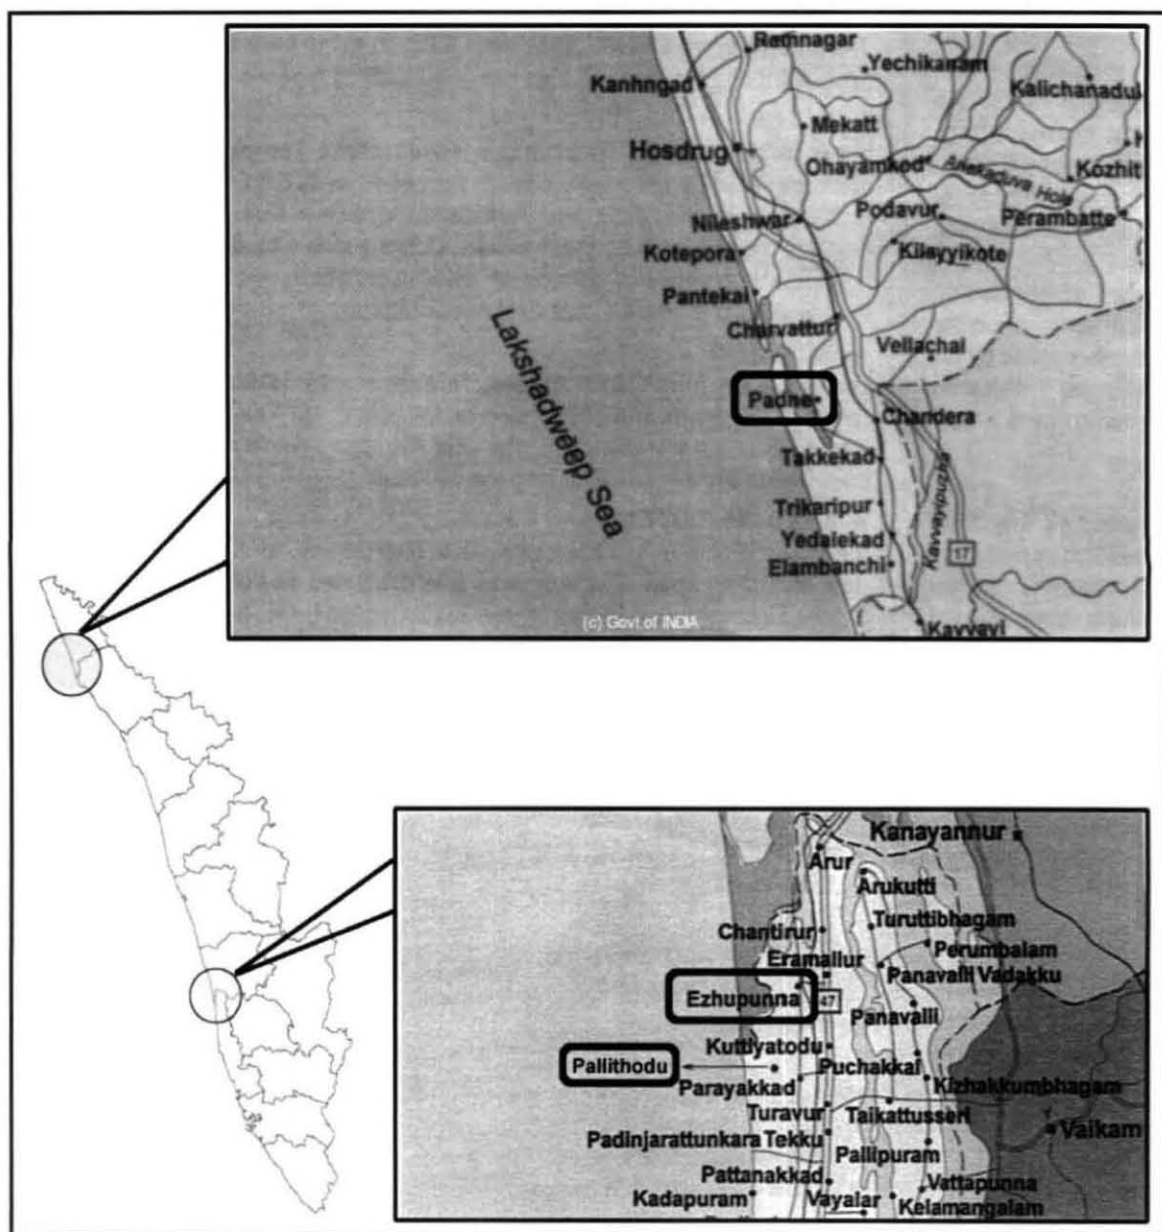 Ramnagar
Yechikanam
Kanhngad
Kalichanadul
Mekatt
Hosdrug
Ohayamkod
Anekaduva Hole
Kozhit
Nileshwar
Podavur
Perambatte
Kotepora
Kilayyikote
Pantekai
Lakshadweep Sea
Charvattur
Vellachal
Padne
Chandera
Takkekad
Kavvayipuzha
Trikaripur
Yedalekad
17
Elambanchi
(c) Govt of INDIA
Kavvayi
Kanayannur
Arur
Arukutti
Chantirur
Turuttibhagam
Perumbalam
Eramallur
Panavalli Vadakku
Ezhupunna
47
Panavalli
Kuttiyatodu
Pallithodu
Puchakkal
Parayakkad
Kizhakkumbhagam
Turavur
Taikattusseri
Vaikam
Padinjarattunkara Tekku
Pallipuram
Pattanakkad
Vattapunna
Kadapuram
Vayalar
Kelamangalam